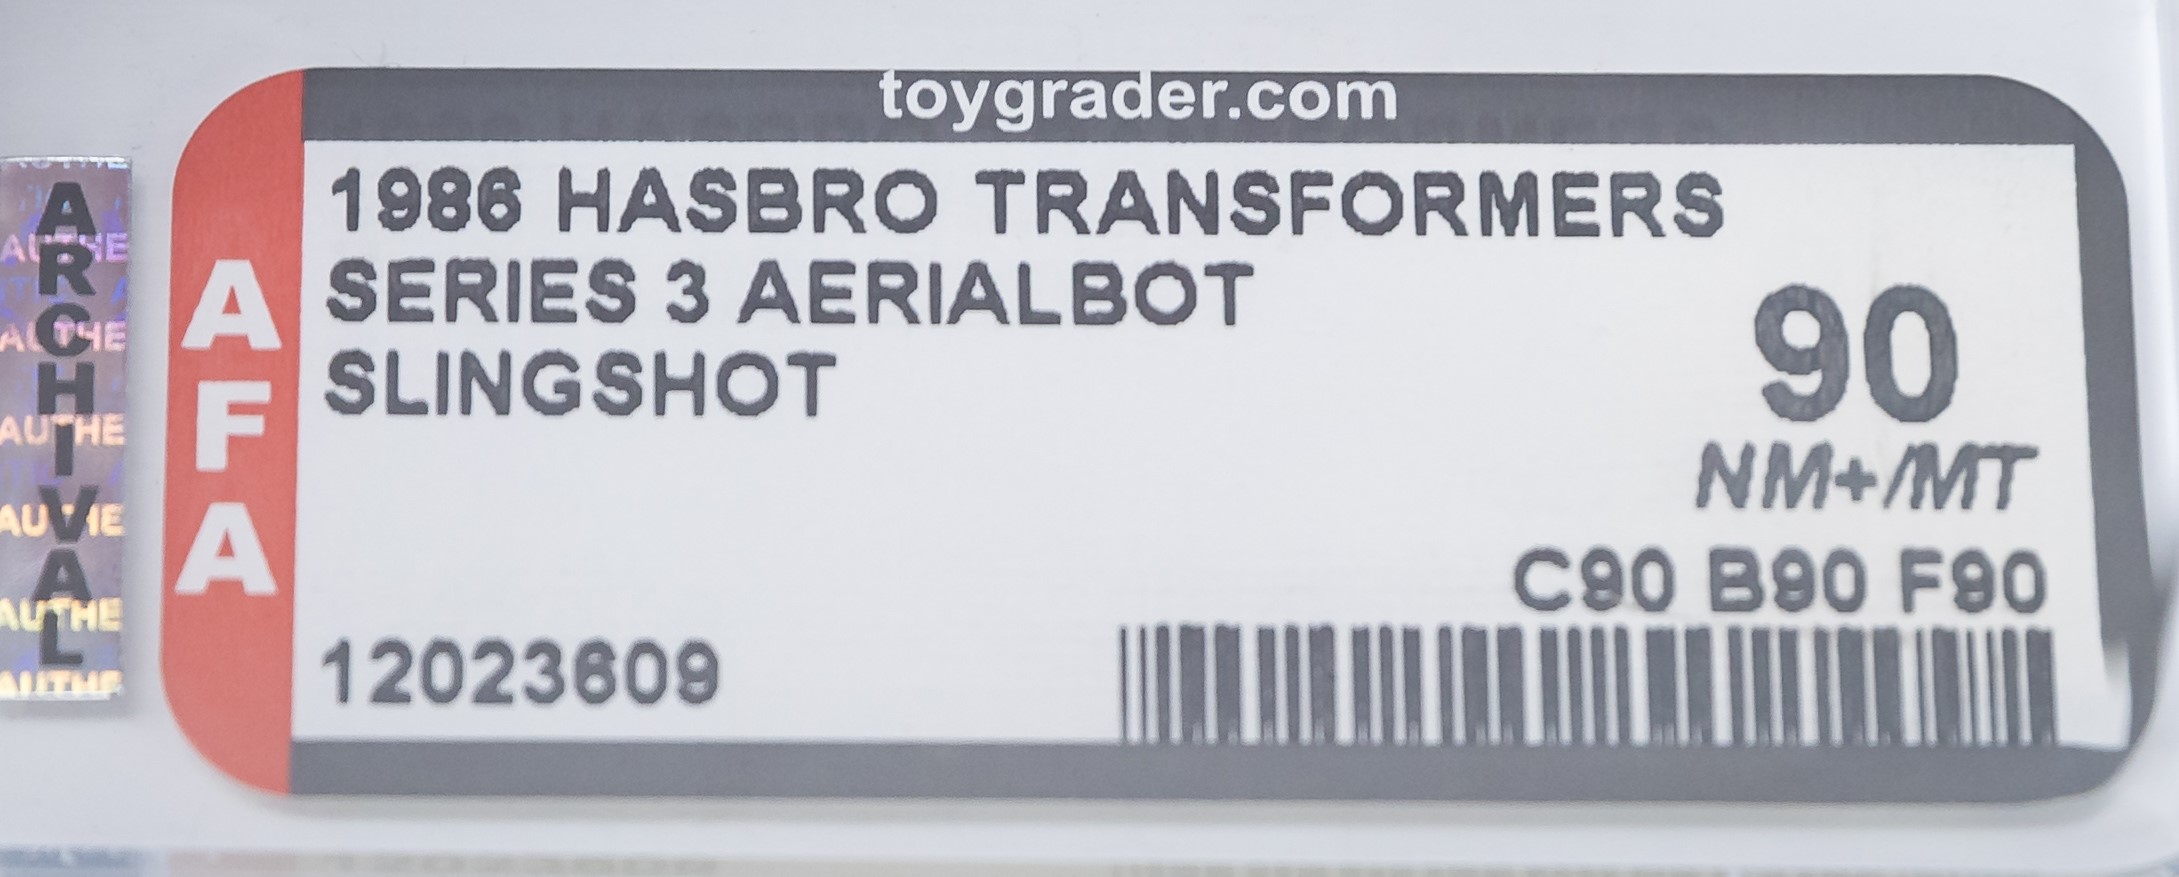 toygrader.com
ARCHIVAL
AUTHE
AUTHE
AUTHE
AUTHE
AUTHE
AFA
1986 HASBRO TRANSFORMERS
SERIES 3 AERIALBOT
SLINGSHOT
90
NM+/MT
C90 B90 F90
12023609